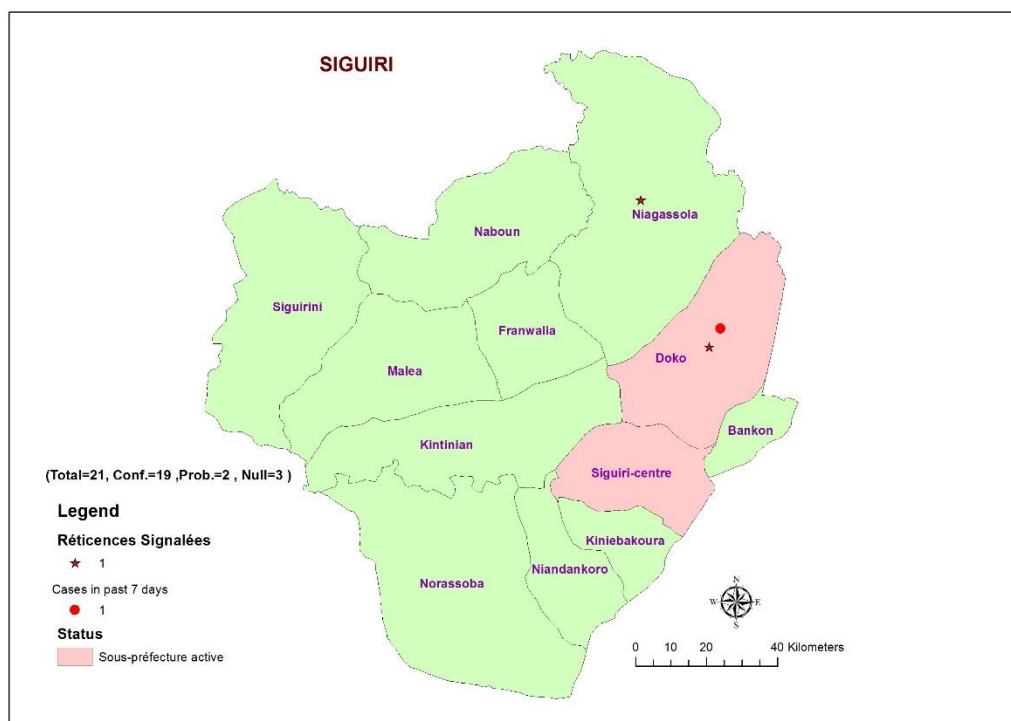 SIGUIRI
Niagassola
Naboun
Siguirini
Franwalia
Doko
Malea
Bankon
Kintinian
Siguiri-centre
(Total=21, Conf.=19 ,Prob.=2 , Null=3 )
Legend
Kiniebakoura
Réticences Signalées
1
Norassoba
Niandankoro
Cases in past 7 days
1
Status
Sous-préfecture active
N
W E
S
0 10 20 40 Kilometers